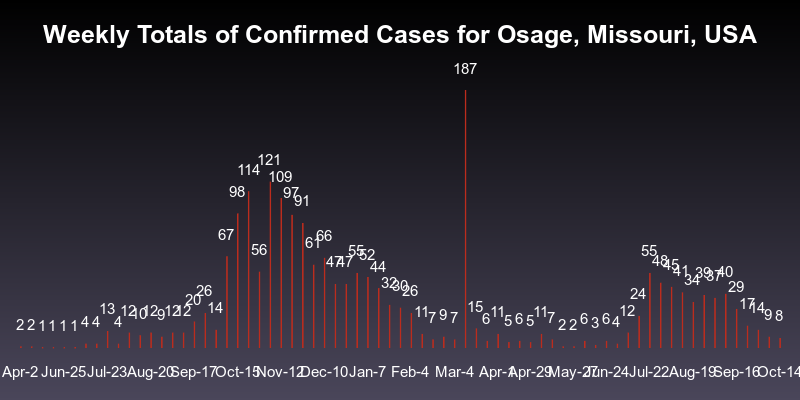 Weekly Totals of Confirmed Cases for Osage, Missouri, USA
187
121
114
109
98
97
91
67
61 66
56
55 52
47 47
44
32 30 26
20 26
14
13
12 10 12 9 12 12
4 4
4
2 2 1 1 1 1
11 7 9 7
15
6 11 5 6 5 11 7
2 2 6 3 6 4
12
24
55 48 45 41
34 39 37 40
29
17 14
9 8
Apr-2 Jun-25 Jul-23 Aug-20 Sep-17 Oct-15 Nov-12 Dec-10 Jan-7 Feb-4 Mar-4 Apr-1 Apr-29 May-27 Jun-24 Jul-22 Aug-19 Sep-16 Oct-14